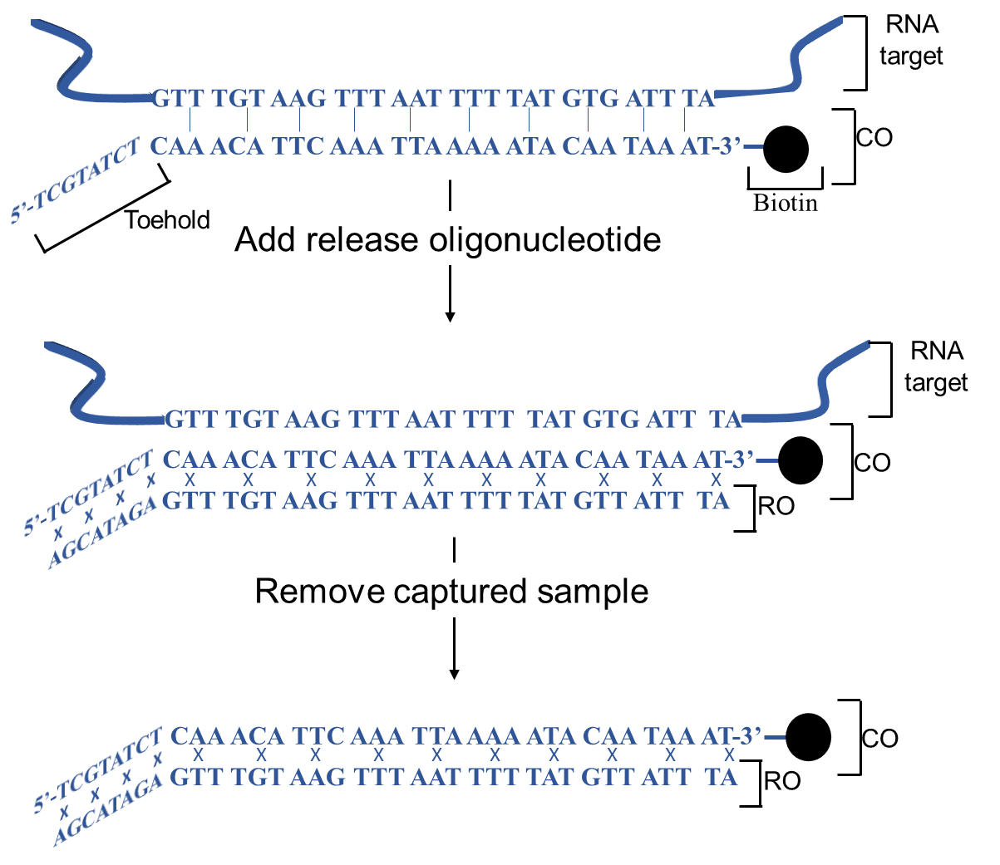 RNA
target
GTT TGT AAG TTT AAT TTT TAT GTG ATT TA
5’-TCGTATCT CAA ACA TTC AAA TTA AAA ATA CAA TAA AT-3’
CO
Biotin
Toehold
Add release oligonucleotide
RNA
target
GTT TGT AAG TTT AAT TTT TAT GTG ATT TA
5’-TCGTATCT CAA ACA TTC AAA TTA AAA ATA CAA TAA AT-3’
CO
X X X X X X X X X X X X X X
AGCATAGA GTT TGT AAG TTT AAT TTT TAT GTT ATT TA
RO
Remove captured sample
5’-TCGTATCT CAA ACA TTC AAA TTA AAA ATA CAA TAA AT-3’
CO
X X X X X X X X X X X X X X
AGCATAGA GTT TGT AAG TTT AAT TTT TAT GTT ATT TA
RO